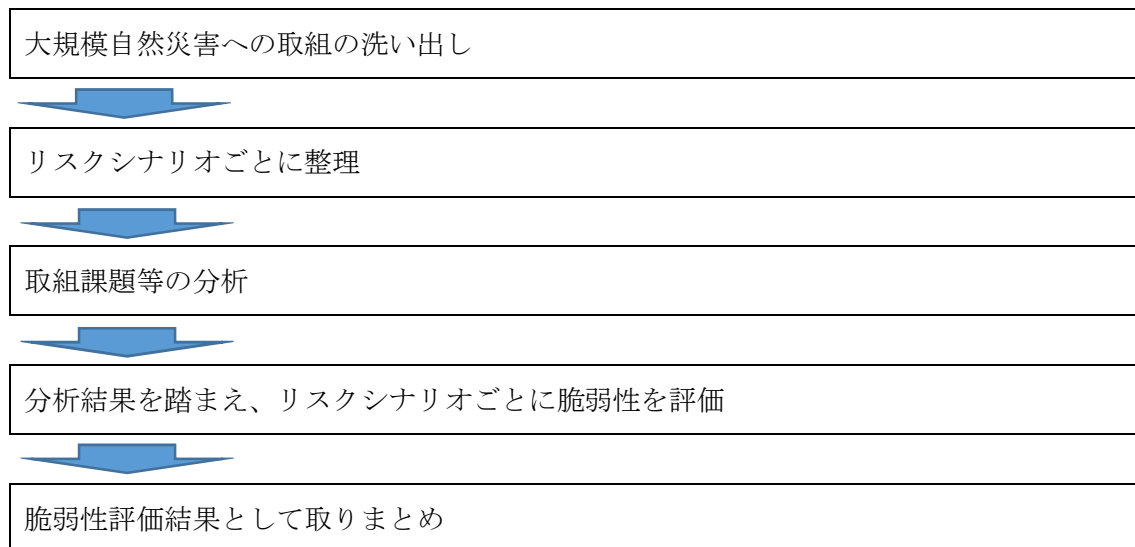 大規模自然災害への取組の洗い出し
リスクシナリオごとに整理
取組課題等の分析
分析結果を踏まえ、リスクシナリオごとに脆弱性を評価
脆弱性評価結果として取りまとめ